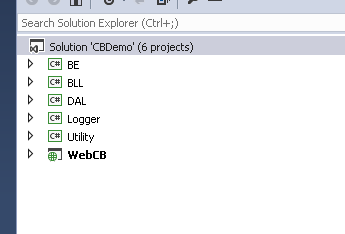 Search Solution Explorer (Ctrl+;)
Solution 'CBDemo' (6 projects)
C# BE
C# BLL
C# DAL
C# Logger
C# Utility
WebCB